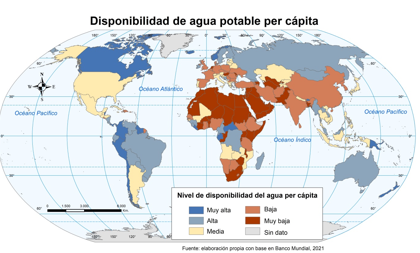 Disponibilidad de agua potable per cápita
Océano Atlántico
Océano Pacífico
Océano Pacífico
Océano Índico
Nivel de disponibilidad del agua per cápita
Muy alta
Baja
Alta
Muy baja
Media
Sin dato
Fuente: elaboración propia con base en Banco Mundial, 2021